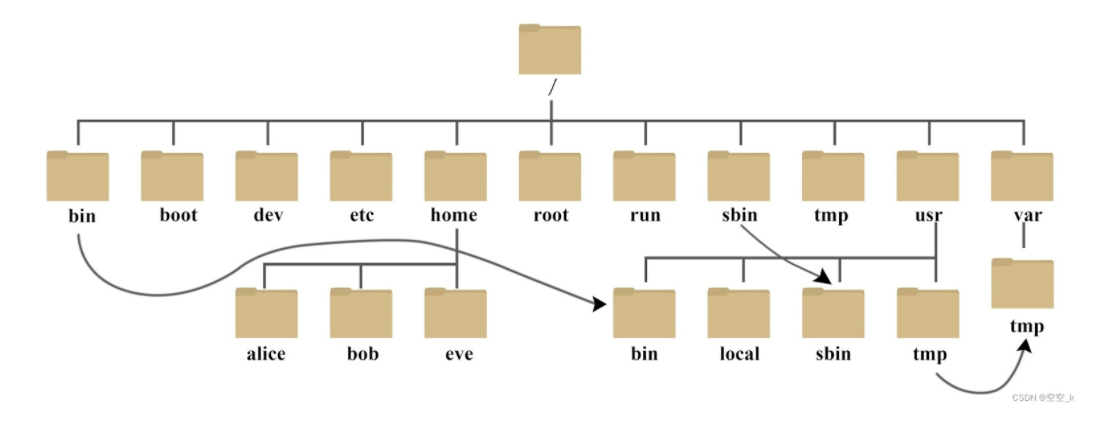 /
bin boot dev etc home root run sbin tmp usr var
alice bob eve bin local sbin tmp tmp
CSDN @空空_k